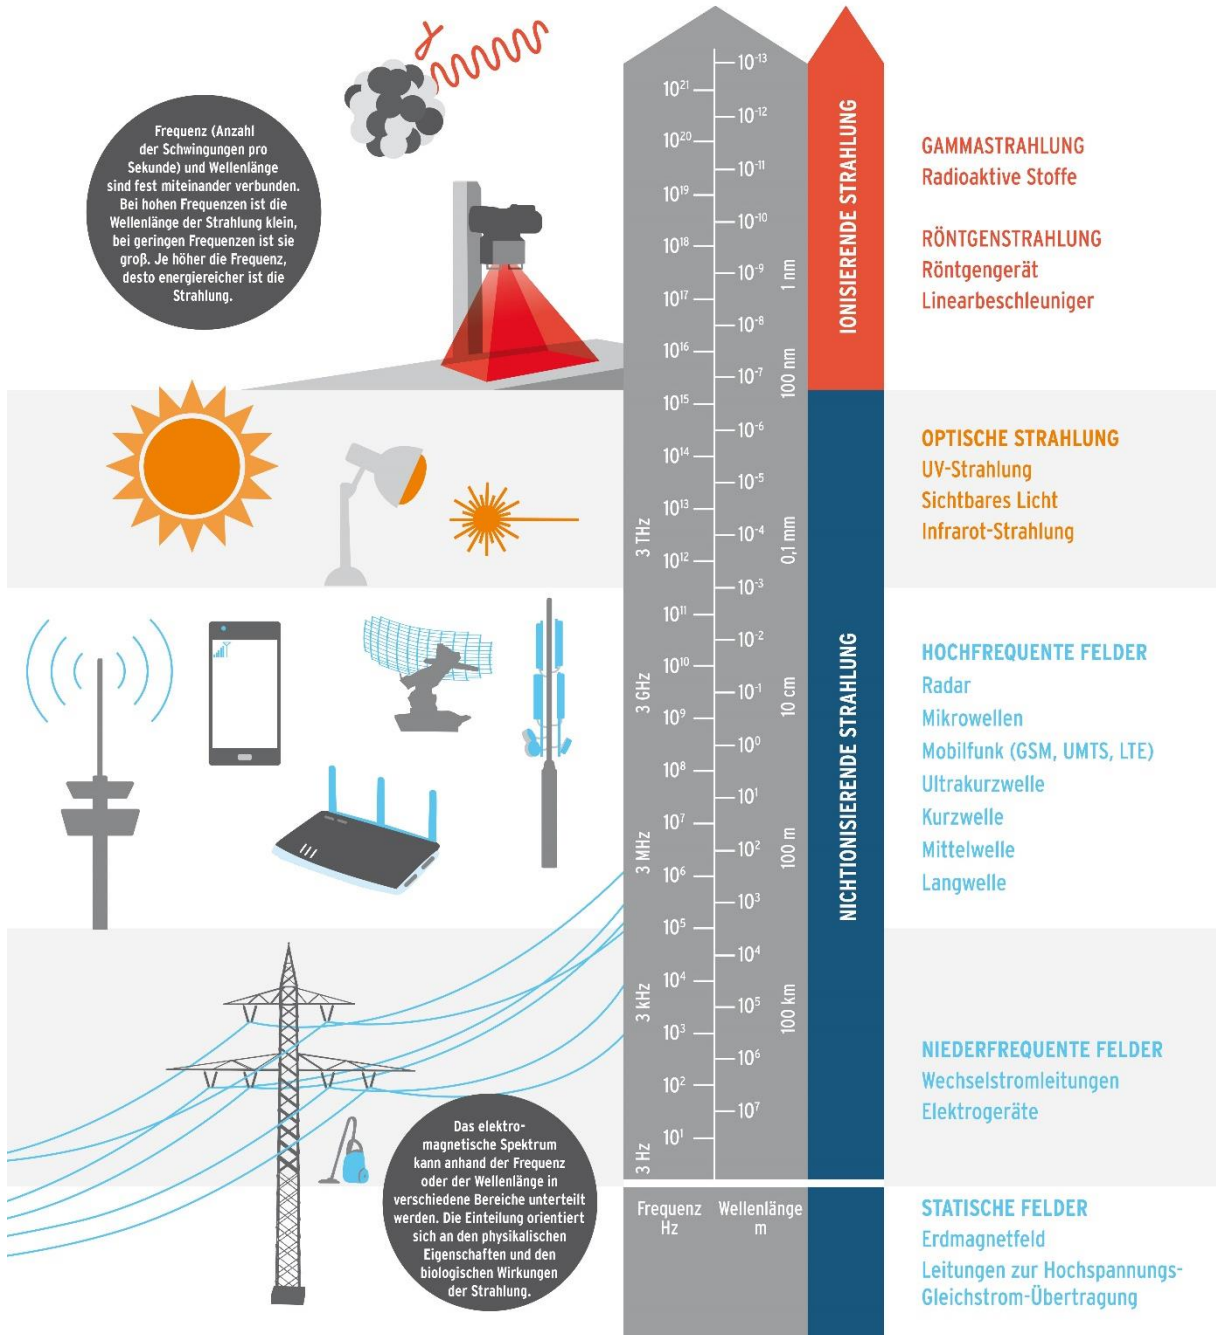 Frequenz (Anzahl
der Schwingungen pro
Sekunde) und Wellenlänge
sind fest miteinander verbunden.
Bei hohen Frequenzen ist die
Wellenlänge der Strahlung klein,
bei geringen Frequenzen ist sie
groß. Je höher die Frequenz,
desto energiereicher ist die
Strahlung.
γ
10²¹
10²⁰
10¹⁹
10¹⁸
10¹⁷
10¹⁶
10¹⁵
10¹⁴
10¹³
10¹²
10¹¹
10¹⁰
10⁹
10⁸
10⁷
10⁶
10⁵
10⁴
10³
10²
10¹
3 THz
3 GHz
3 MHz
3 kHz
3 Hz
10⁻¹³
10⁻¹²
10⁻¹¹
10⁻¹⁰
10⁻⁹
10⁻⁸
10⁻⁷
10⁻⁶
10⁻⁵
10⁻⁴
10⁻³
10⁻²
10⁻¹
10⁰
10¹
10²
10³
10⁴
10⁵
10⁶
10⁷
1 nm
100 nm
0,1 mm
10 cm
100 m
100 km
Frequenz
Hz
Wellenlänge
m
IONISIERENDE STRAHLUNG
NICHTIONISIERENDE STRAHLUNG
GAMMASTRAHLUNG
Radioaktive Stoffe
RÖNTGENSTRAHLUNG
Röntgengerät
Linearbeschleuniger
OPTISCHE STRAHLUNG
UV-Strahlung
Sichtbares Licht
Infrarot-Strahlung
HOCHFREQUENTE FELDER
Radar
Mikrowellen
Mobilfunk (GSM, UMTS, LTE)
Ultrakurzwelle
Kurzwelle
Mittelwelle
Langwelle
NIEDERFREQUENTE FELDER
Wechselstromleitungen
Elektrogeräte
STATISCHE FELDER
Erdmagnetfeld
Leitungen zur Hochspannungs-
Gleichstrom-Übertragung
Das elektro-
magnetische Spektrum
kann anhand der Frequenz
oder der Wellenlänge in
verschiedene Bereiche unterteilt
werden. Die Einteilung orientiert
sich an den physikalischen
Eigenschaften und den
biologischen Wirkungen
der Strahlung.